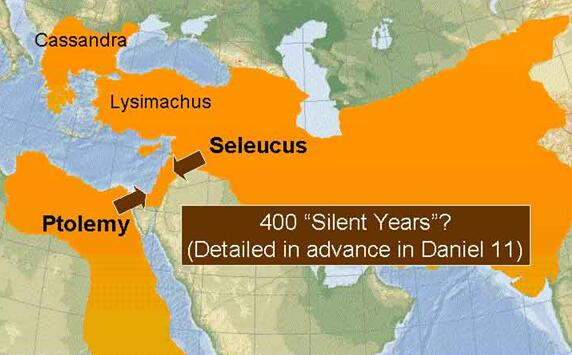 Cassandra
Lysimachus
Seleucus
Ptolemy
400 “Silent Years”?
(Detailed in advance in Daniel 11)